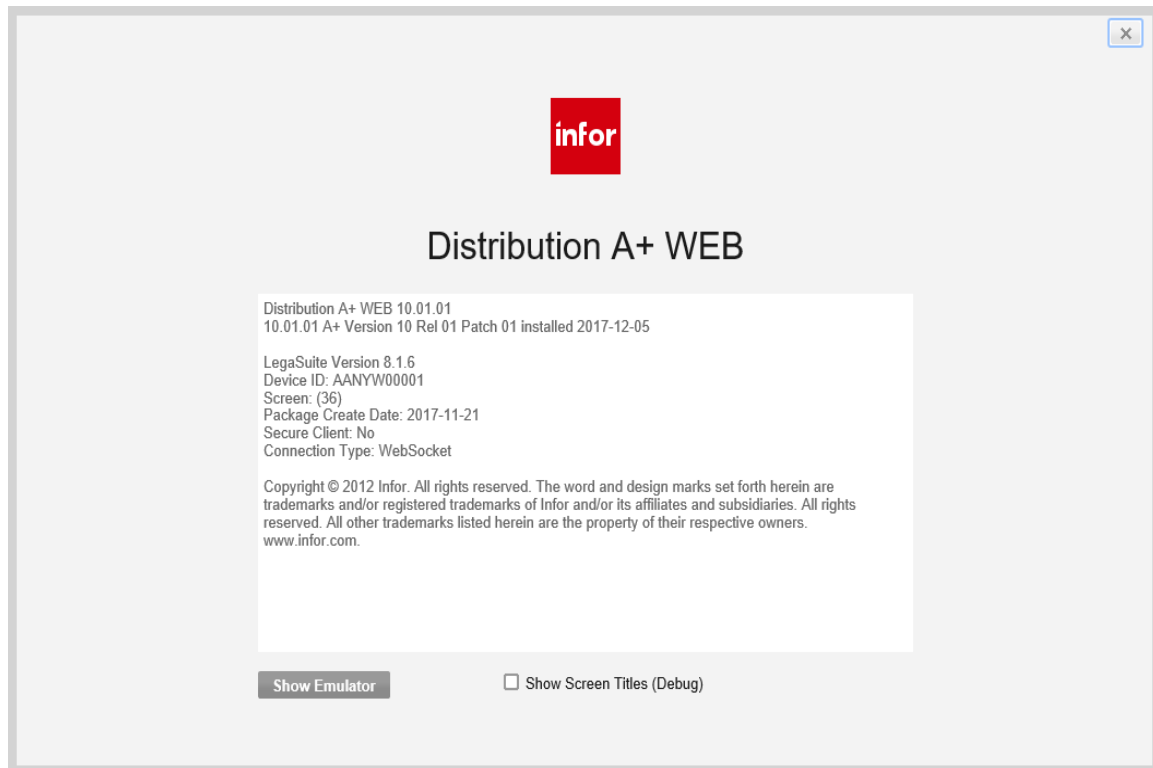 infor
Distribution A+ WEB
Distribution A+ WEB 10.01.01
10.01.01 A+ Version 10 Rel 01 Patch 01 installed 2017-12-05
LegaSuite Version 8.1.6
Device ID: AANYW00001
Screen: (36)
Package Create Date: 2017-11-21
Secure Client: No
Connection Type: WebSocket
Copyright © 2012 Infor. All rights reserved. The word and design marks set forth herein are
trademarks and/or registered trademarks of Infor and/or its affiliates and subsidiaries. All rights
reserved. All other trademarks listed herein are the property of their respective owners.
www.infor.com.
Show Emulator
Show Screen Titles (Debug)